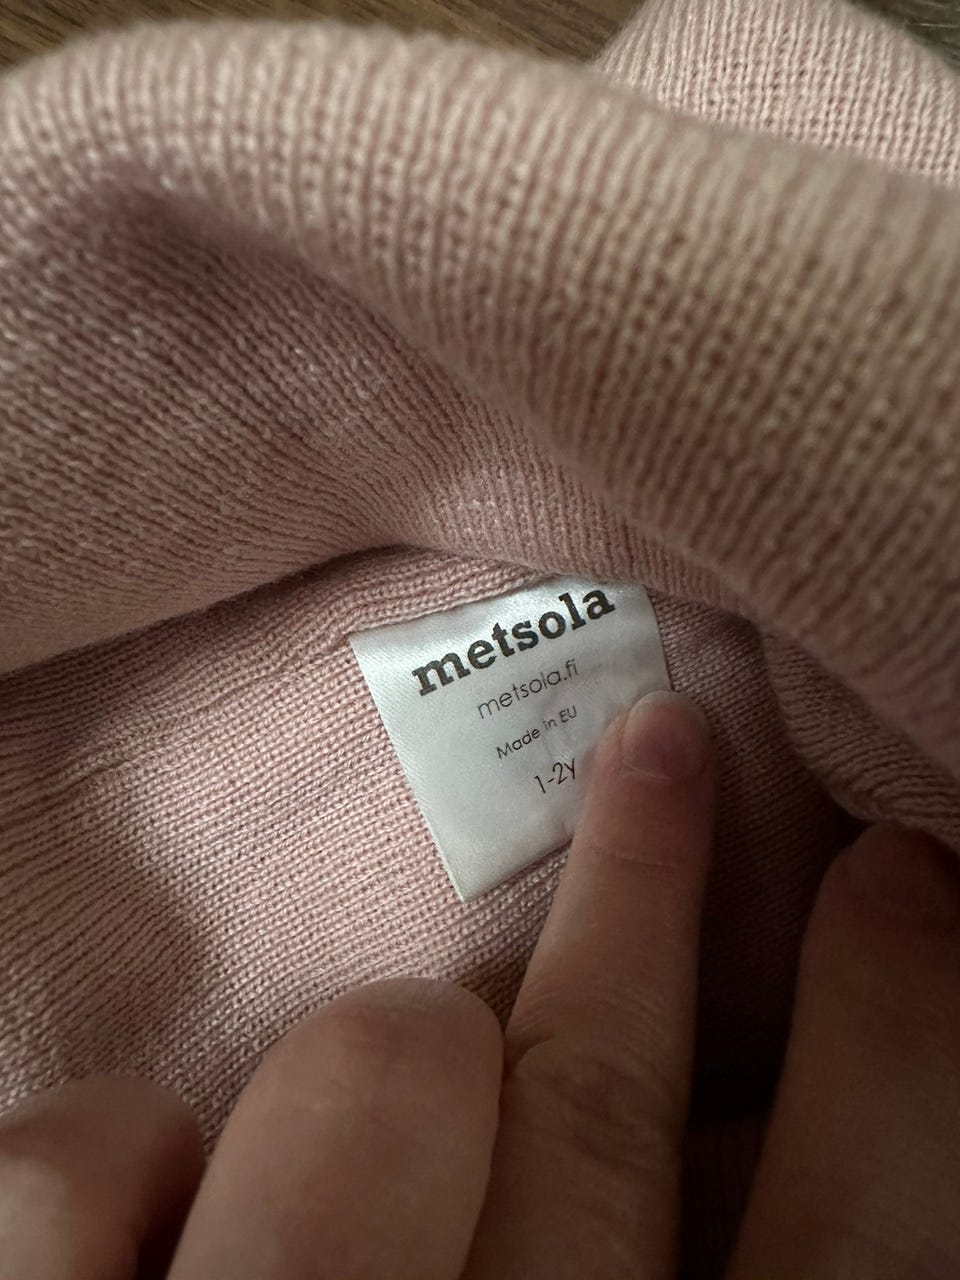 metsola
metsola.fi
Made in EU
1-2y